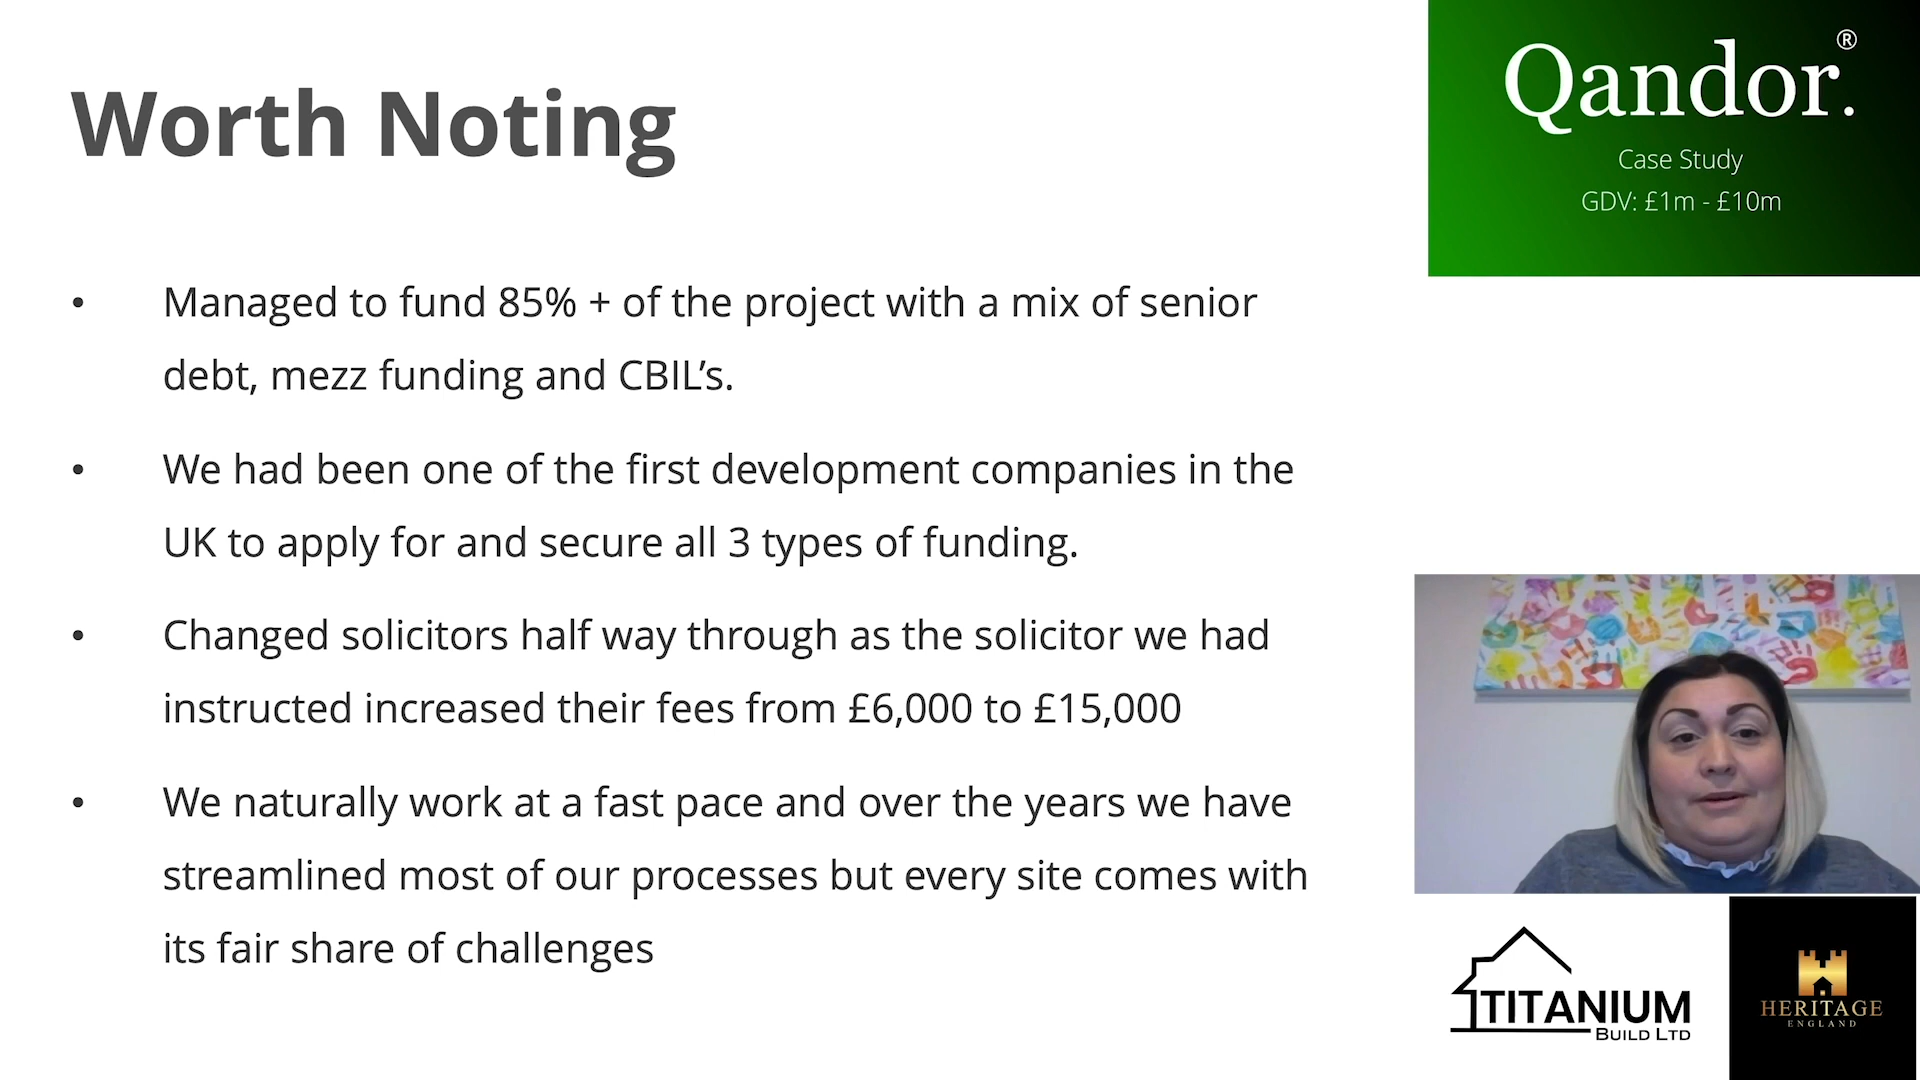 Worth Noting
• Managed to fund 85% + of the project with a mix of senior
debt, mezz funding and CBIL’s.
• We had been one of the first development companies in the
UK to apply for and secure all 3 types of funding.
• Changed solicitors half way through as the solicitor we had
instructed increased their fees from £6,000 to £15,000
• We naturally work at a fast pace and over the years we have
streamlined most of our processes but every site comes with
its fair share of challenges
Qandor.®
Case Study
GDV: £1m - £10m
TITANIUM
BUILD LTD
HERITAGE
ENGLAND